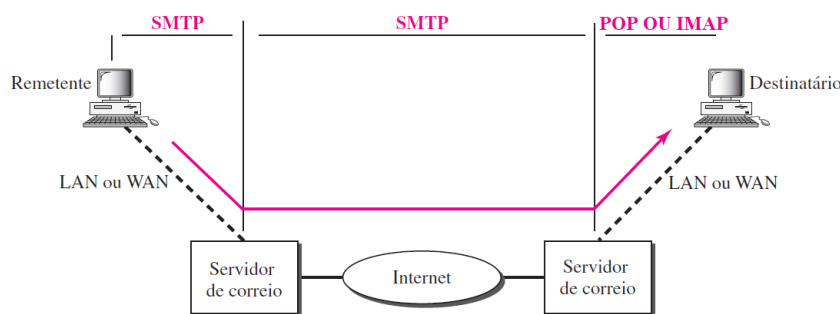 SMTP
SMTP
POP OU IMAP
Remetente
Destinatário
LAN ou WAN
LAN ou WAN
Servidor
de correio
Internet
Servidor
de correio